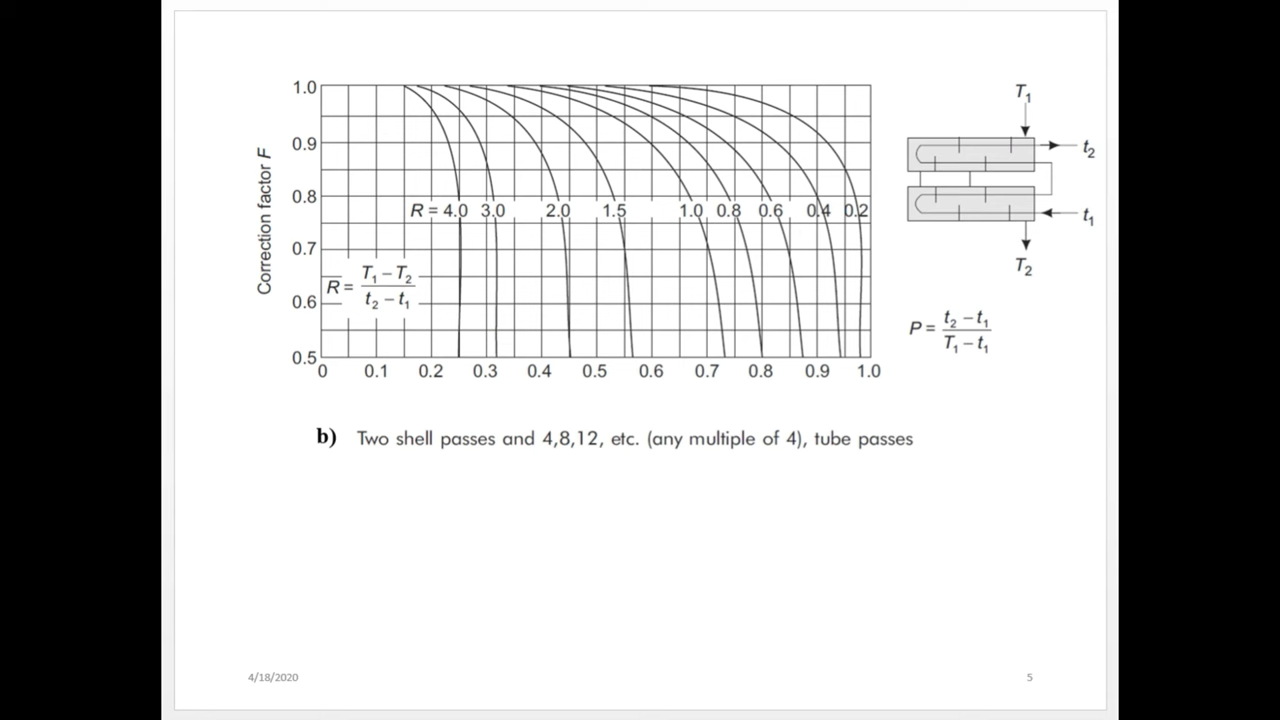 1.0
0.9
0.8
0.7
0.6
0.5
Correction factor F
R = 4.0 3.0 2.0 1.5 1.0 0.8 0.6 0.4 0.2
R = T₁ – T₂ / t₂ – t₁
0 0.1 0.2 0.3 0.4 0.5 0.6 0.7 0.8 0.9 1.0
T₁
t₂
t₁
T₂
P = t₂ – t₁ / T₁ – t₁
b) Two shell passes and 4,8,12, etc. (any multiple of 4), tube passes
4/18/2020
5